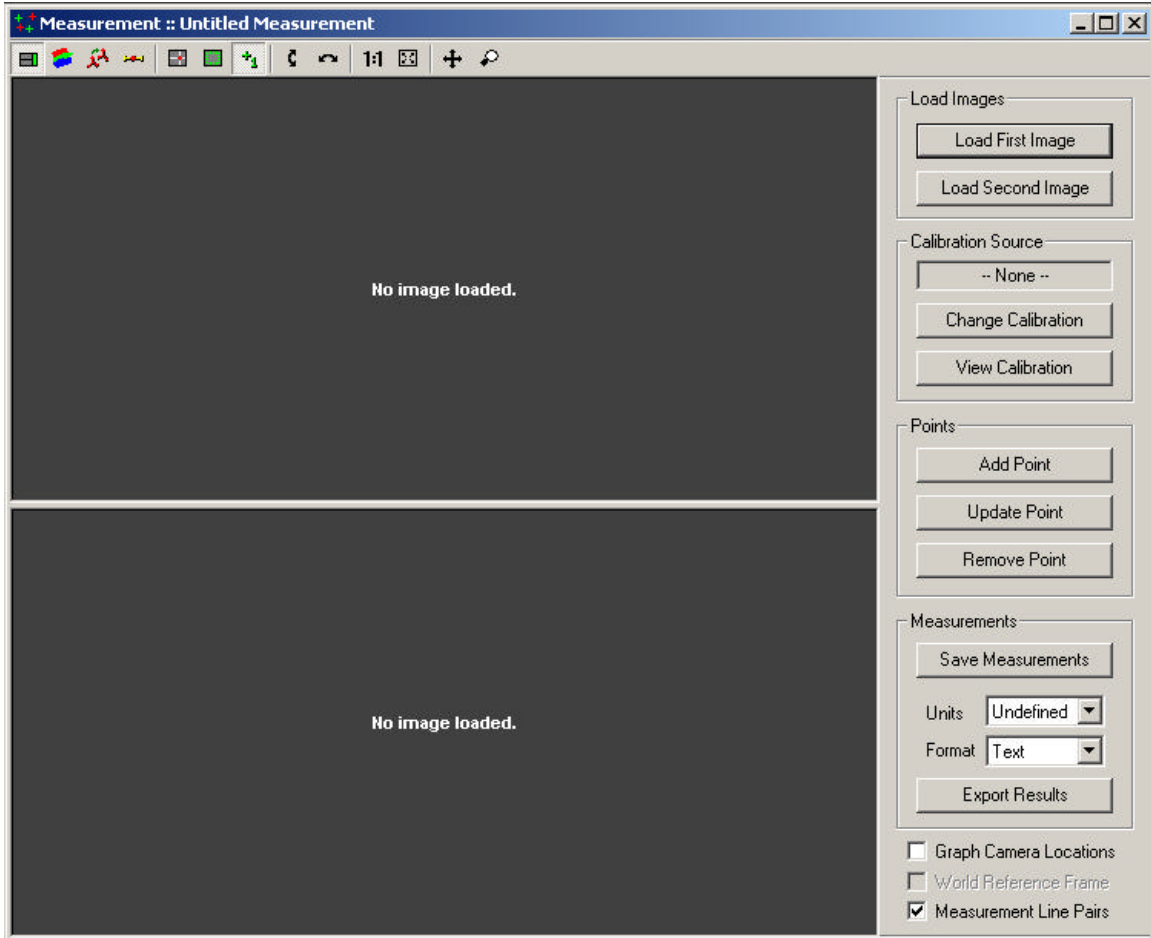 Measurement :: Untitled Measurement
+1
1:1
No image loaded.
No image loaded.
Load Images
Load First Image
Load Second Image
Calibration Source
-- None --
Change Calibration
View Calibration
Points
Add Point
Update Point
Remove Point
Measurements
Save Measurements
Units Undefined
Format Text
Export Results
Graph Camera Locations
World Reference Frame
Measurement Line Pairs